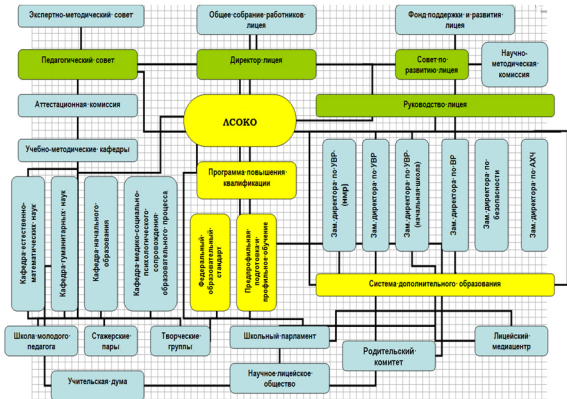 Экспертно-методический совет
Общее собрание работников
лицея
Фонд поддержки и развития
лицея
Педагогический совет
Директор лицея
Совет по
развитию лицея
Научно-
методическая
комиссия
Аттестационная комиссия
ЛСОКО
Руководство лицея
Учебно-методические кафедры
Программа повышения
квалификации
Кафедра естественно-
математических наук
Кафедра гуманитарных наук
Кафедра начального
образования
Кафедра медико-социально-
психологического
сопровождения
образовательного процесса
Федеральный
образовательный
стандарт
Предпрофильная
подготовка и
профильное обучение
Зам. директора по УВР
(ммр)
Зам. директора по УВР
Зам. директора по УВР
(начальная школа)
Зам. директора по ВР
Зам. директора по
безопасности
Зам. директора по АХЧ
Система дополнительного образования
Школа молодого
педагога
Стажерские
пары
Творческие
группы
Школьный парламент
Родительский
комитет
Лицейский
медиацентр
Учительская дума
Научное лицейское
общество